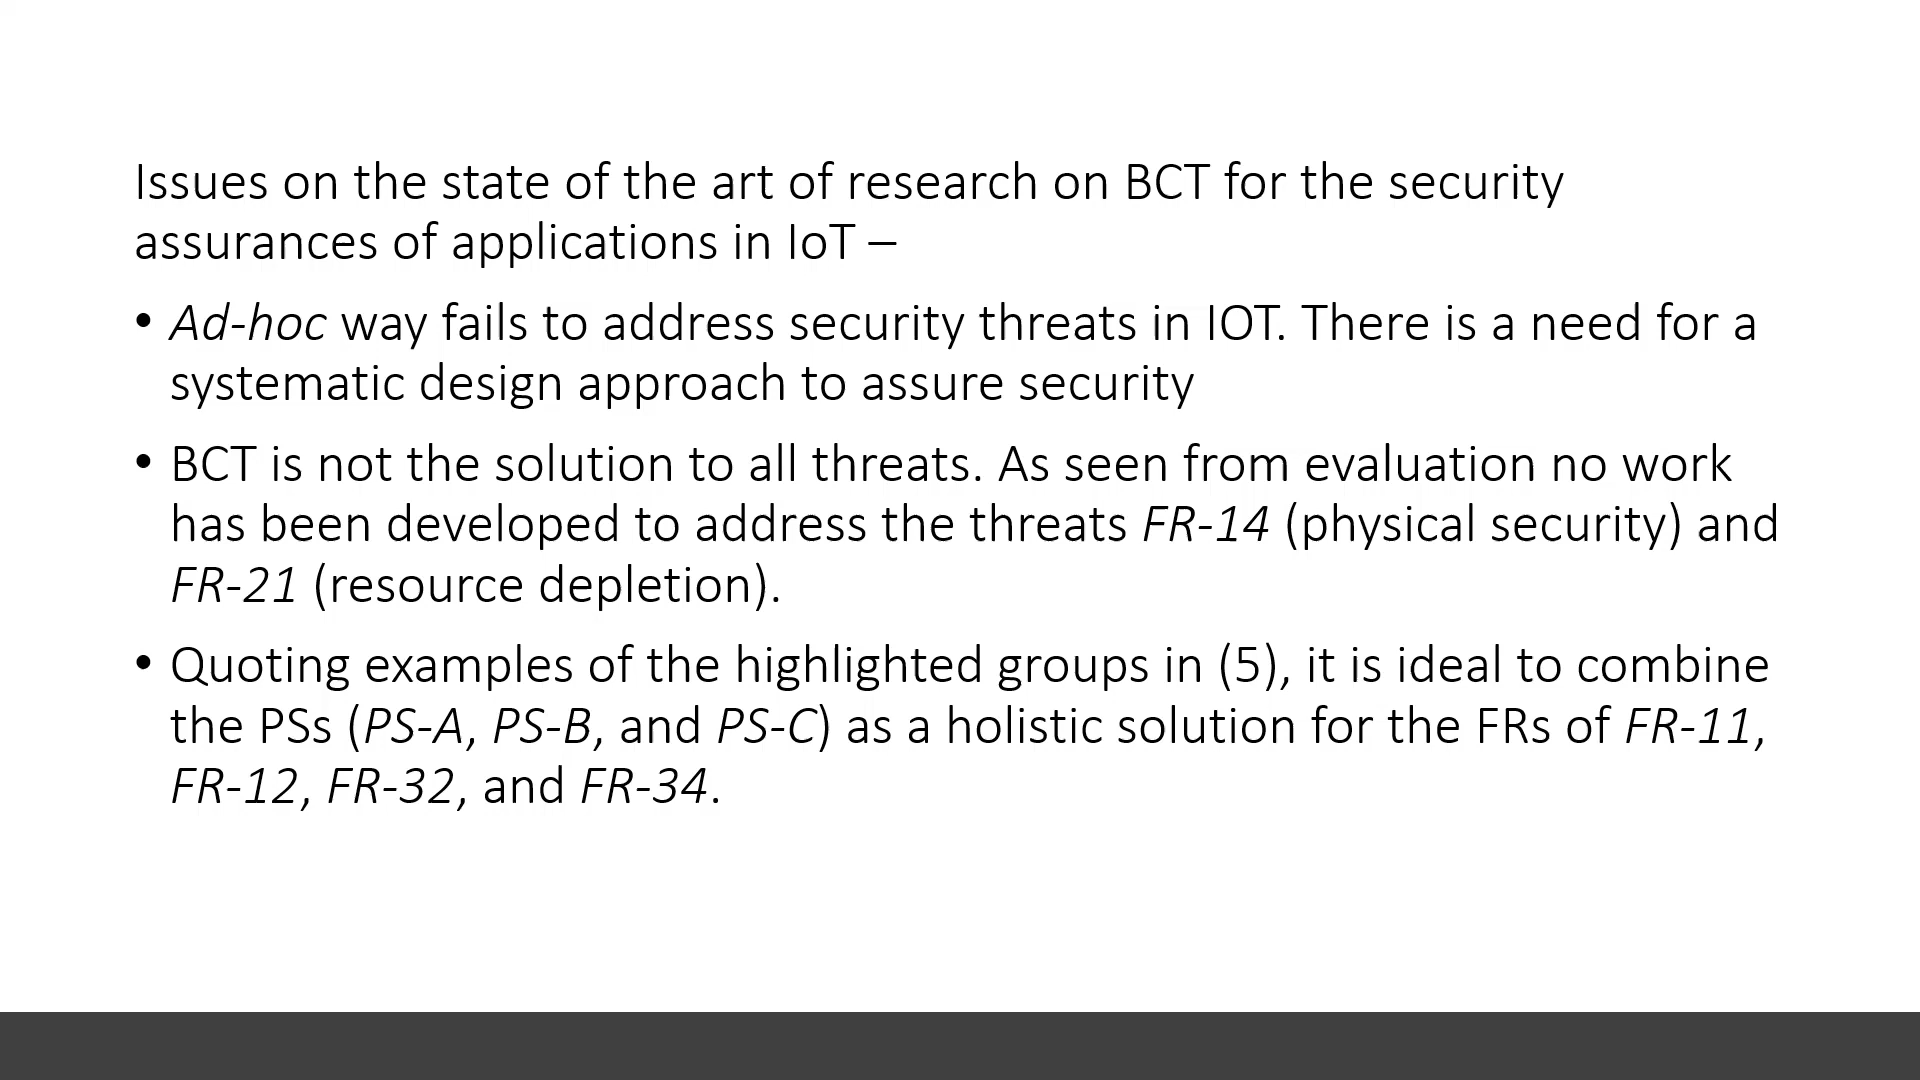 Issues on the state of the art of research on BCT for the security
assurances of applications in IoT –
• Ad-hoc way fails to address security threats in IOT. There is a need for a
systematic design approach to assure security
• BCT is not the solution to all threats. As seen from evaluation no work
has been developed to address the threats FR-14 (physical security) and
FR-21 (resource depletion).
• Quoting examples of the highlighted groups in (5), it is ideal to combine
the PSs (PS-A, PS-B, and PS-C) as a holistic solution for the FRs of FR-11,
FR-12, FR-32, and FR-34.